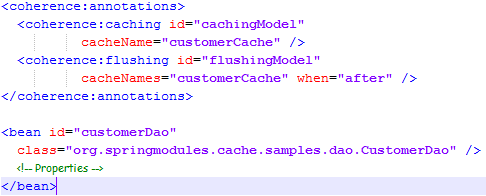 <coherence:annotations>
<coherence:caching id="cachingModel"
cacheName="customerCache" />
<coherence:flushing id="flushingModel"
cacheNames="customerCache" when="after" />
</coherence:annotations>
<bean id="customerDao"
class="org.springmodules.cache.samples.dao.CustomerDao" />
<!-- Properties -->
</bean>